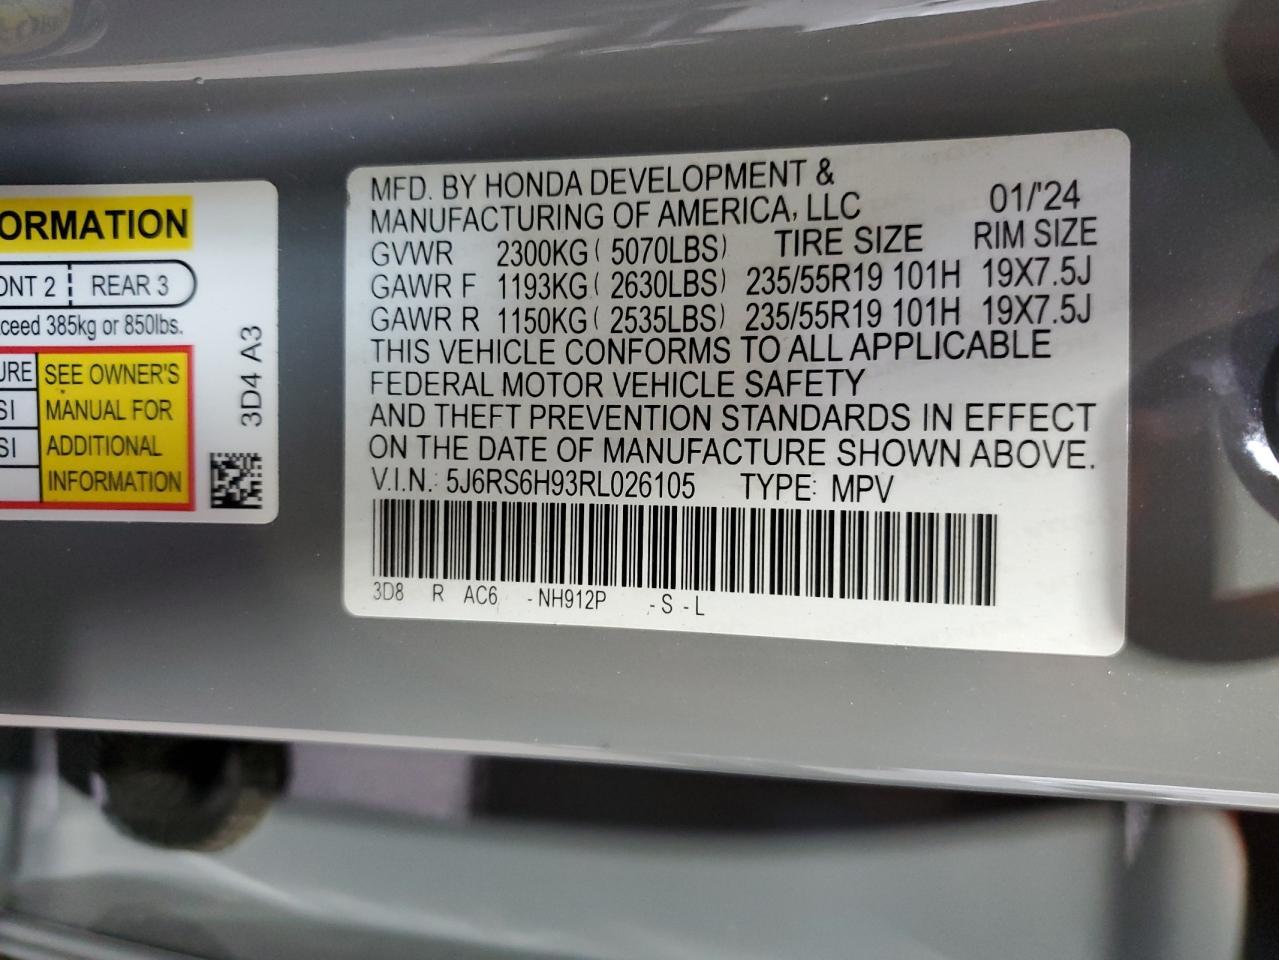 ORMATION
ONT 2 REAR 3
ceed 385kg or 850lbs.
URE
SI
SI
SEE OWNER'S
MANUAL FOR
ADDITIONAL
INFORMATION
3D4 A3
MFD. BY HONDA DEVELOPMENT &
MANUFACTURING OF AMERICA, LLC 01/'24
GVWR 2300KG ( 5070LBS) TIRE SIZE RIM SIZE
GAWR F 1193KG ( 2630LBS) 235/55R19 101H 19X7.5J
GAWR R 1150KG ( 2535LBS) 235/55R19 101H 19X7.5J
THIS VEHICLE CONFORMS TO ALL APPLICABLE
FEDERAL MOTOR VEHICLE SAFETY
AND THEFT PREVENTION STANDARDS IN EFFECT
ON THE DATE OF MANUFACTURE SHOWN ABOVE.
V.I.N.: 5J6RS6H93RL026105 TYPE: MPV
3D8 R AC6 -NH912P -S-L